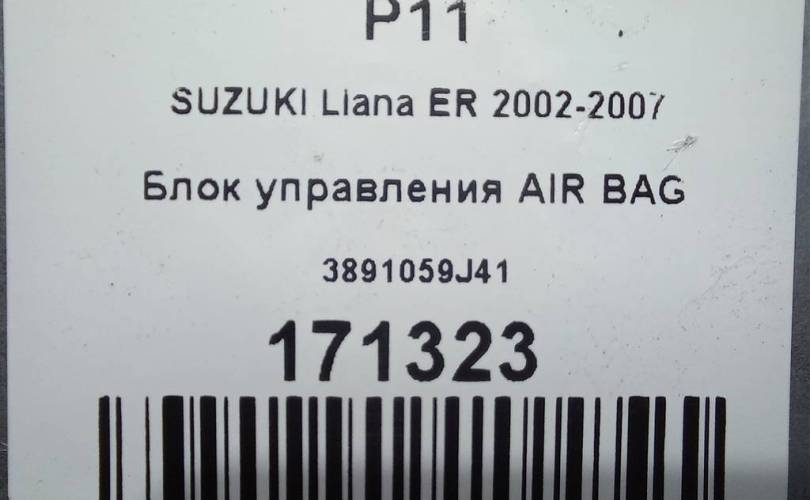 P11
SUZUKI Liana ER 2002-2007
Блок управления AIR BAG
3891059J41
171323